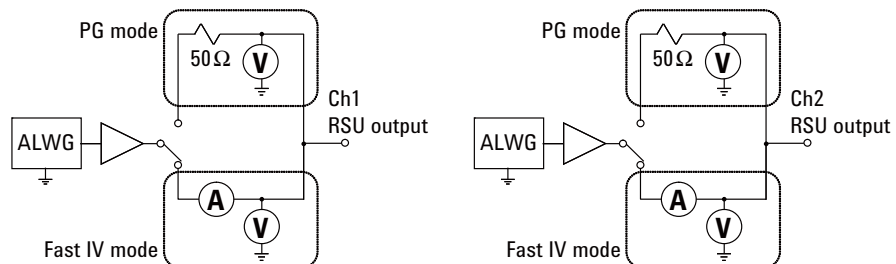 PG mode
50Ω
V
Ch1
RSU output
ALWG
A
V
Fast IV mode
PG mode
50Ω
V
Ch2
RSU output
ALWG
A
V
Fast IV mode